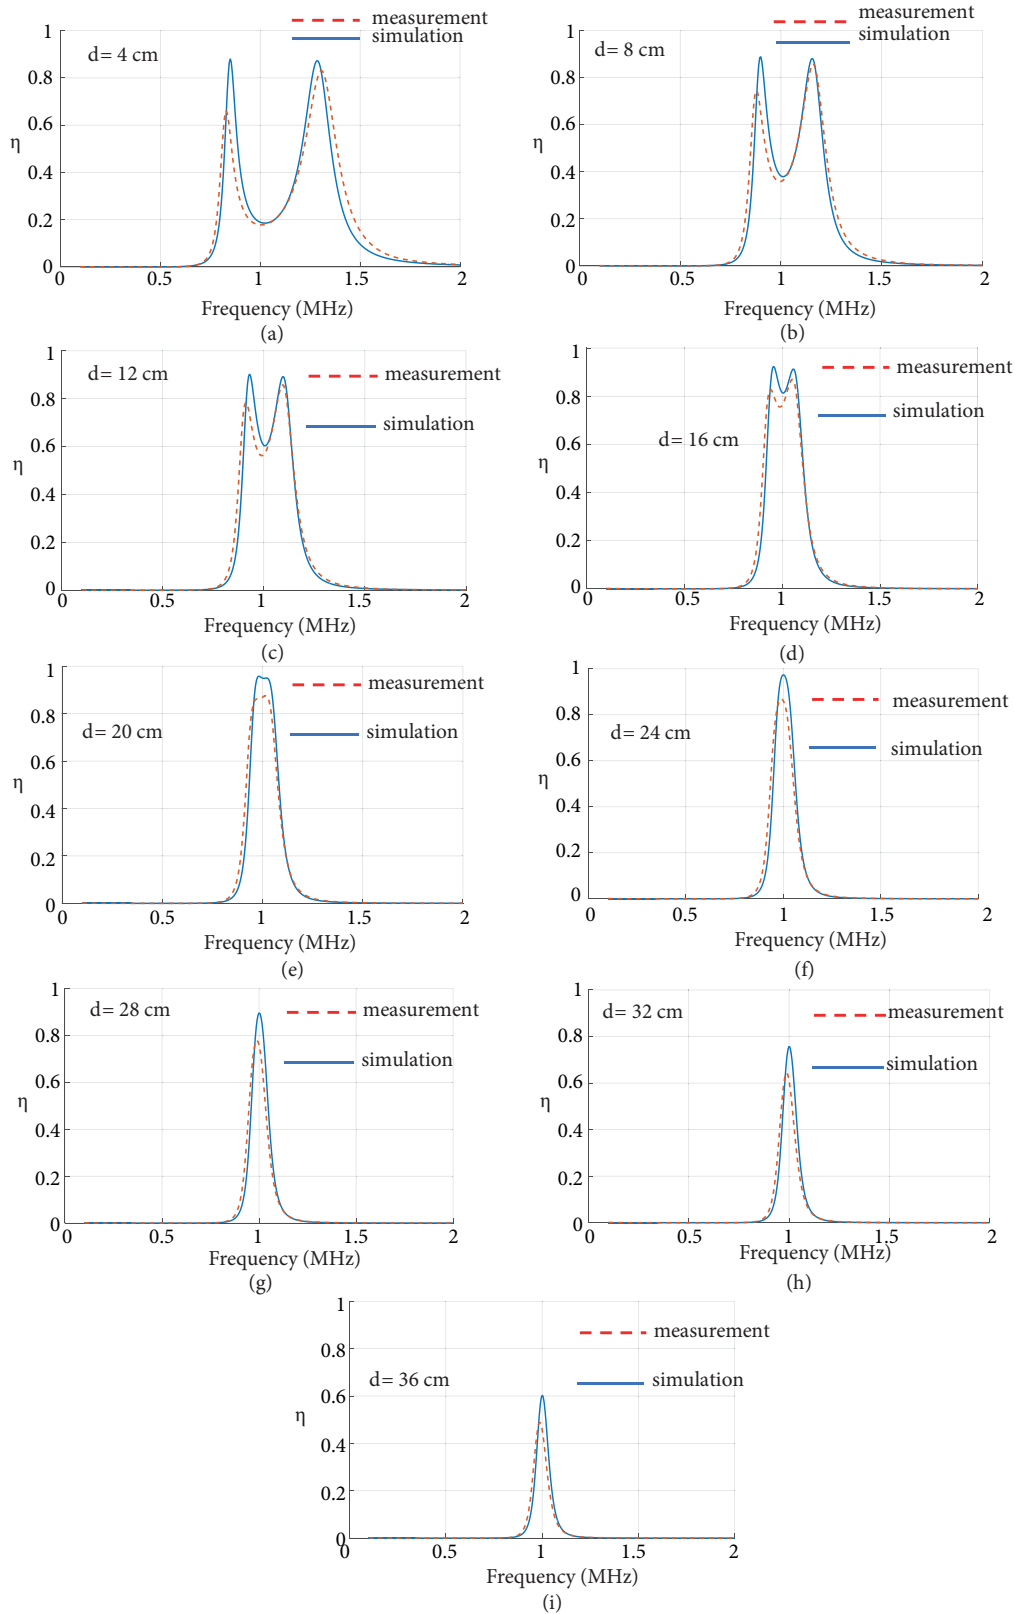 measurement
simulation
d= 4 cm
1
0.8
0.6
η
0.4
0.2
0
0 0.5 1 1.5 2
Frequency (MHz)
(a)
measurement
simulation
d= 8 cm
1
0.8
0.6
η
0.4
0.2
0
0 0.5 1 1.5 2
Frequency (MHz)
(b)
d= 12 cm
measurement
simulation
1
0.8
0.6
η
0.4
0.2
0
0 0.5 1 1.5 2
Frequency (MHz)
(c)
measurement
simulation
d= 16 cm
1
0.8
0.6
η
0.4
0.2
0
0 0.5 1 1.5 2
Frequency (MHz)
(d)
measurement
d= 20 cm
simulation
1
0.8
0.6
η
0.4
0.2
0
0 0.5 1 1.5 2
Frequency (MHz)
(e)
measurement
d= 24 cm
simulation
1
0.8
0.6
η
0.4
0.2
0
0 0.5 1 1.5 2
Frequency (MHz)
(f)
d= 28 cm
measurement
simulation
1
0.8
0.6
η
0.4
0.2
0
0 0.5 1 1.5 2
Frequency (MHz)
(g)
d= 32 cm
measurement
simulation
1
0.8
0.6
η
0.4
0.2
0
0 0.5 1 1.5 2
Frequency (MHz)
(h)
measurement
d= 36 cm
simulation
1
0.8
0.6
η
0.4
0.2
0
0 0.5 1 1.5 2
Frequency (MHz)
(i)